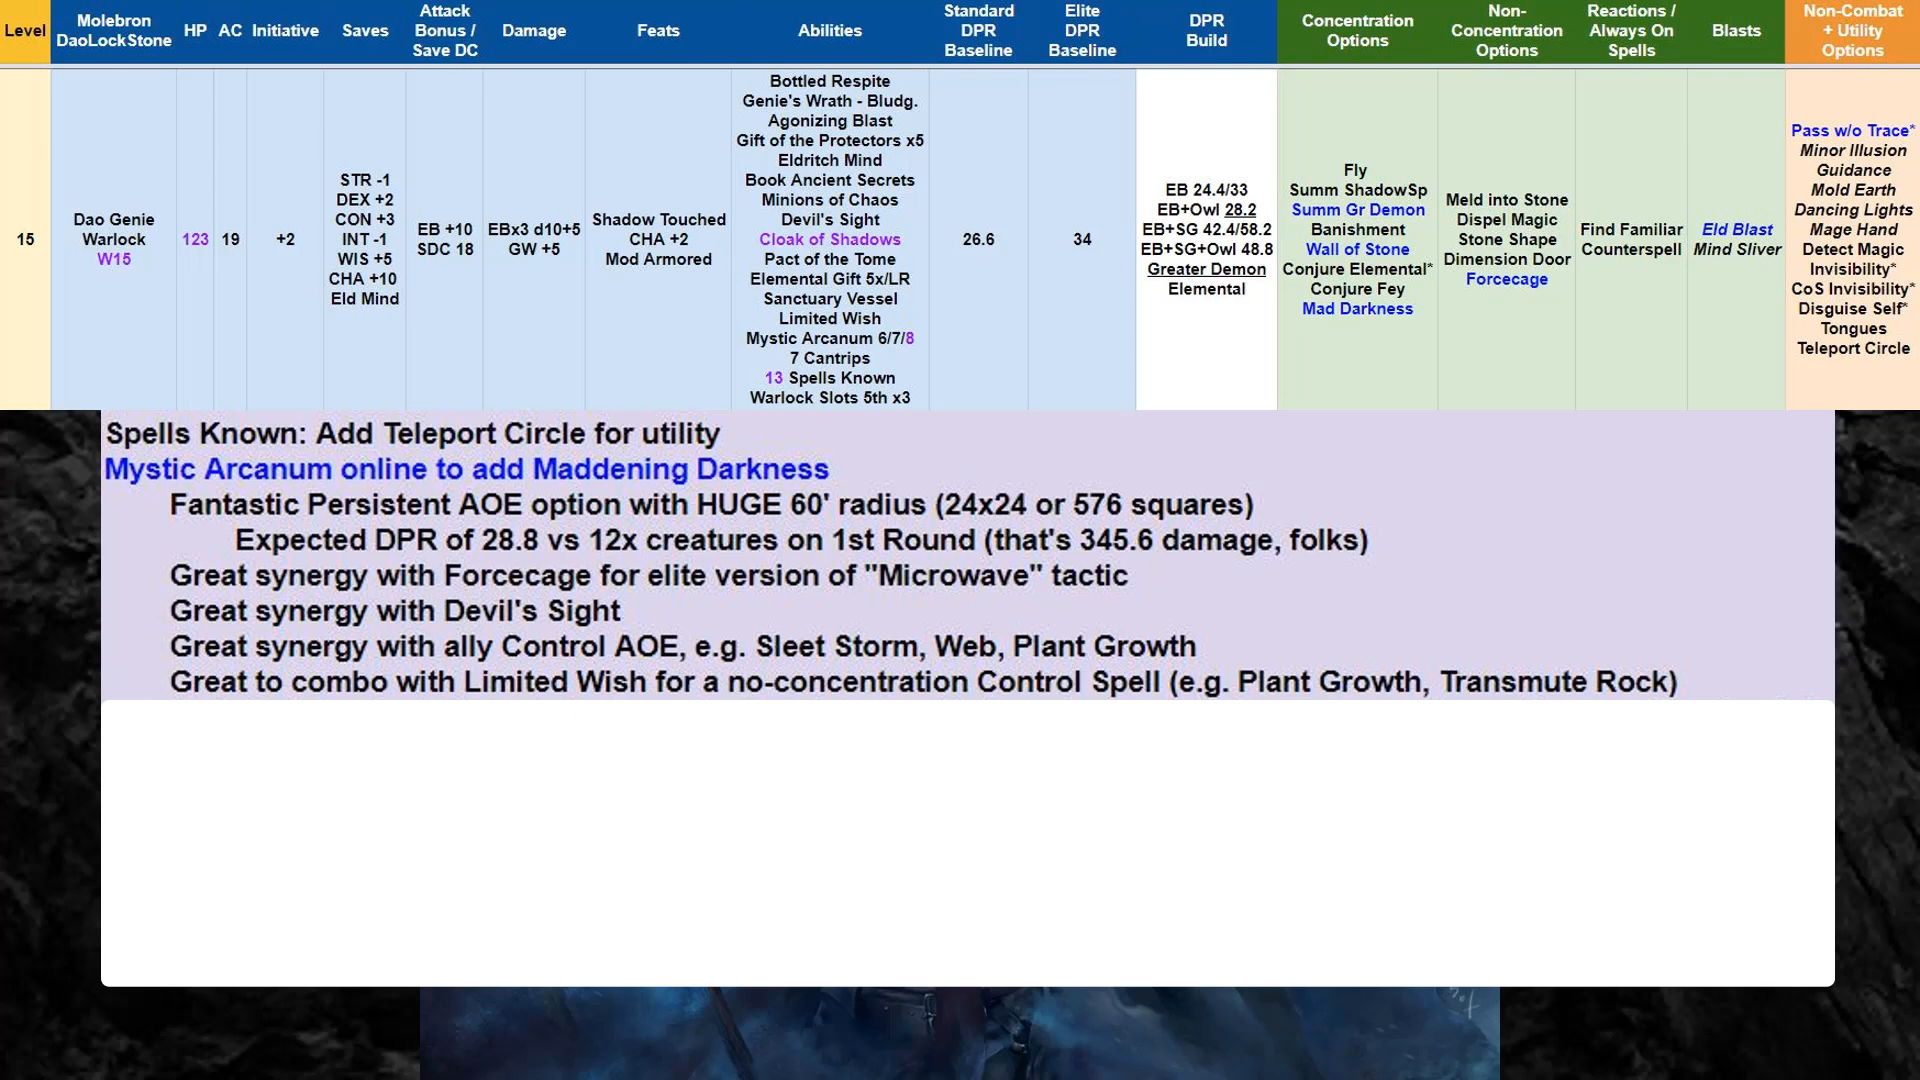 Level
Molebron
DaoLockStone
HP
AC
Initiative
Saves
Attack
Bonus /
Save DC
Damage
Feats
Abilities
Standard
DPR
Baseline
Elite
DPR
Baseline
DPR
Build
Concentration
Options
Non-
Concentration
Options
Reactions /
Always On
Spells
Blasts
Non-Combat
+ Utility
Options
15
Dao Genie
Warlock
W15
123
19
+2
STR -1
DEX +2
CON +3
INT -1
WIS +5
CHA +10
Eld Mind
EB +10
SDC 18
EBx3 d10+5
GW +5
Shadow Touched
CHA +2
Mod Armored
Bottled Respite
Genie's Wrath - Bludg.
Agonizing Blast
Gift of the Protectors x5
Eldritch Mind
Book Ancient Secrets
Minions of Chaos
Devil's Sight
Cloak of Shadows
Pact of the Tome
Elemental Gift 5x/LR
Sanctuary Vessel
Limited Wish
Mystic Arcanum 6/7/8
7 Cantrips
13 Spells Known
Warlock Slots 5th x3
26.6
34
EB 24.4/33
EB+Owl 28.2
EB+SG 42.4/58.2
EB+SG+Owl 48.8
Greater Demon
Elemental
Fly
Summ ShadowSp
Summ Gr Demon
Banishment
Wall of Stone
Conjure Elemental*
Conjure Fey
Mad Darkness
Meld into Stone
Dispel Magic
Stone Shape
Dimension Door
Forcecage
Find Familiar
Counterspell
Eld Blast
Mind Sliver
Pass w/o Trace*
Minor Illusion
Guidance
Mold Earth
Dancing Lights
Mage Hand
Detect Magic
Invisibility*
CoS Invisibility*
Disguise Self*
Tongues
Teleport Circle
Spells Known: Add Teleport Circle for utility
Mystic Arcanum online to add Maddening Darkness
Fantastic Persistent AOE option with HUGE 60' radius (24x24 or 576 squares)
Expected DPR of 28.8 vs 12x creatures on 1st Round (that's 345.6 damage, folks)
Great synergy with Forcecage for elite version of "Microwave" tactic
Great synergy with Devil's Sight
Great synergy with ally Control AOE, e.g. Sleet Storm, Web, Plant Growth
Great to combo with Limited Wish for a no-concentration Control Spell (e.g. Plant Growth, Transmute Rock)